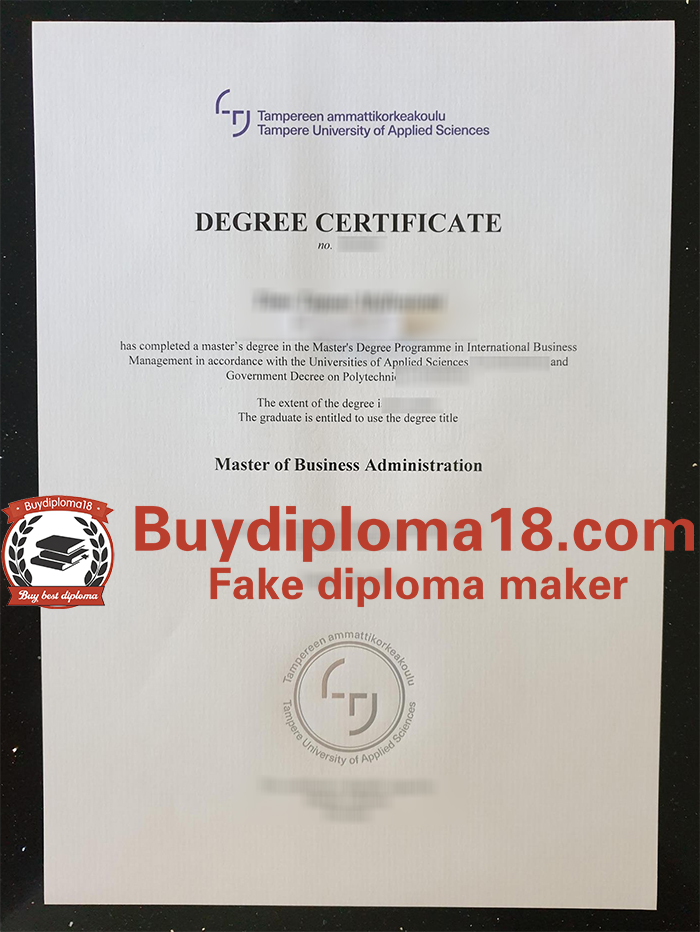 Tampereen ammattikorkeakoulu
Tampere University of Applied Sciences
DEGREE CERTIFICATE
no.
has completed a master's degree in the Master's Degree Programme in International Business
Management in accordance with the Universities of Applied Sciences and
Government Decree on Polytechnic
The extent of the degree i
The graduate is entitled to use the degree title
Master of Business Administration
Buydiploma18
Buy best diploma
Buydiploma18.com
Fake diploma maker
Tampereen ammattikorkeakoulu
Tampere University of Applied Sciences